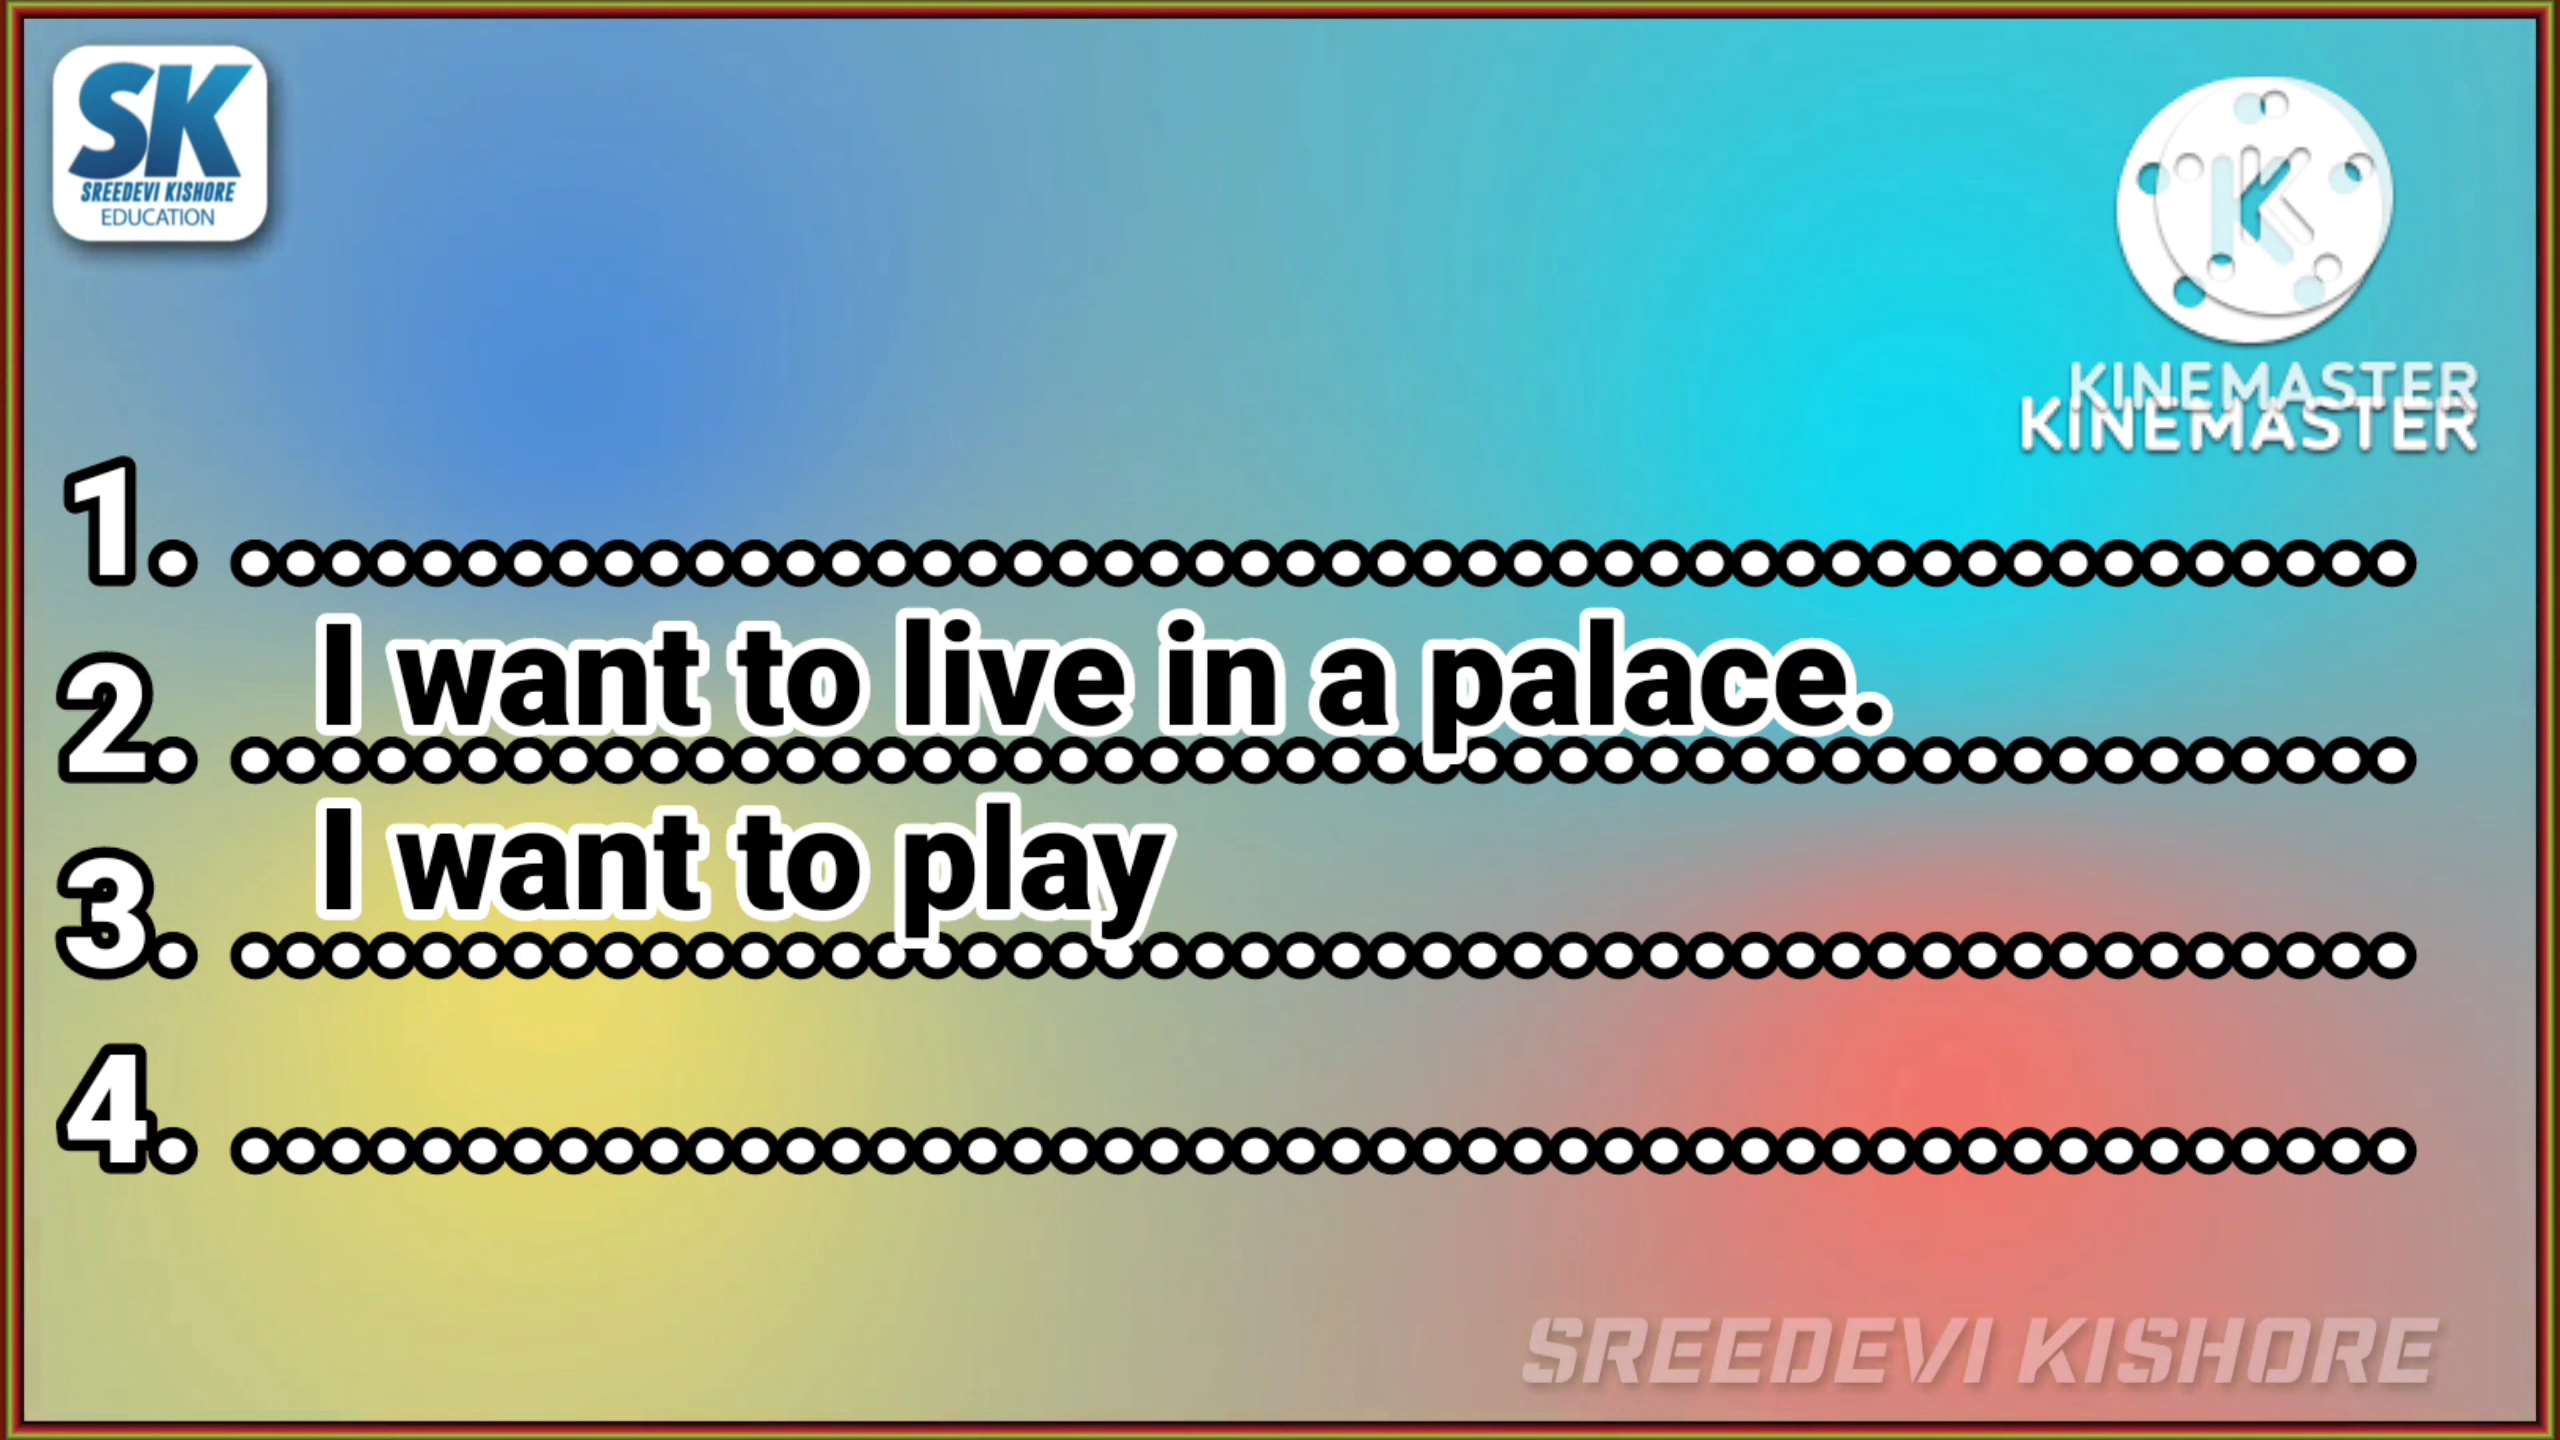 SK
SREEDEVI KISHORE
EDUCATION
K
KINEMASTER
KINEMASTER
1. ................................................
2. I want to live in a palace.
3. I want to play
4. ................................................
SREEDEVI KISHORE